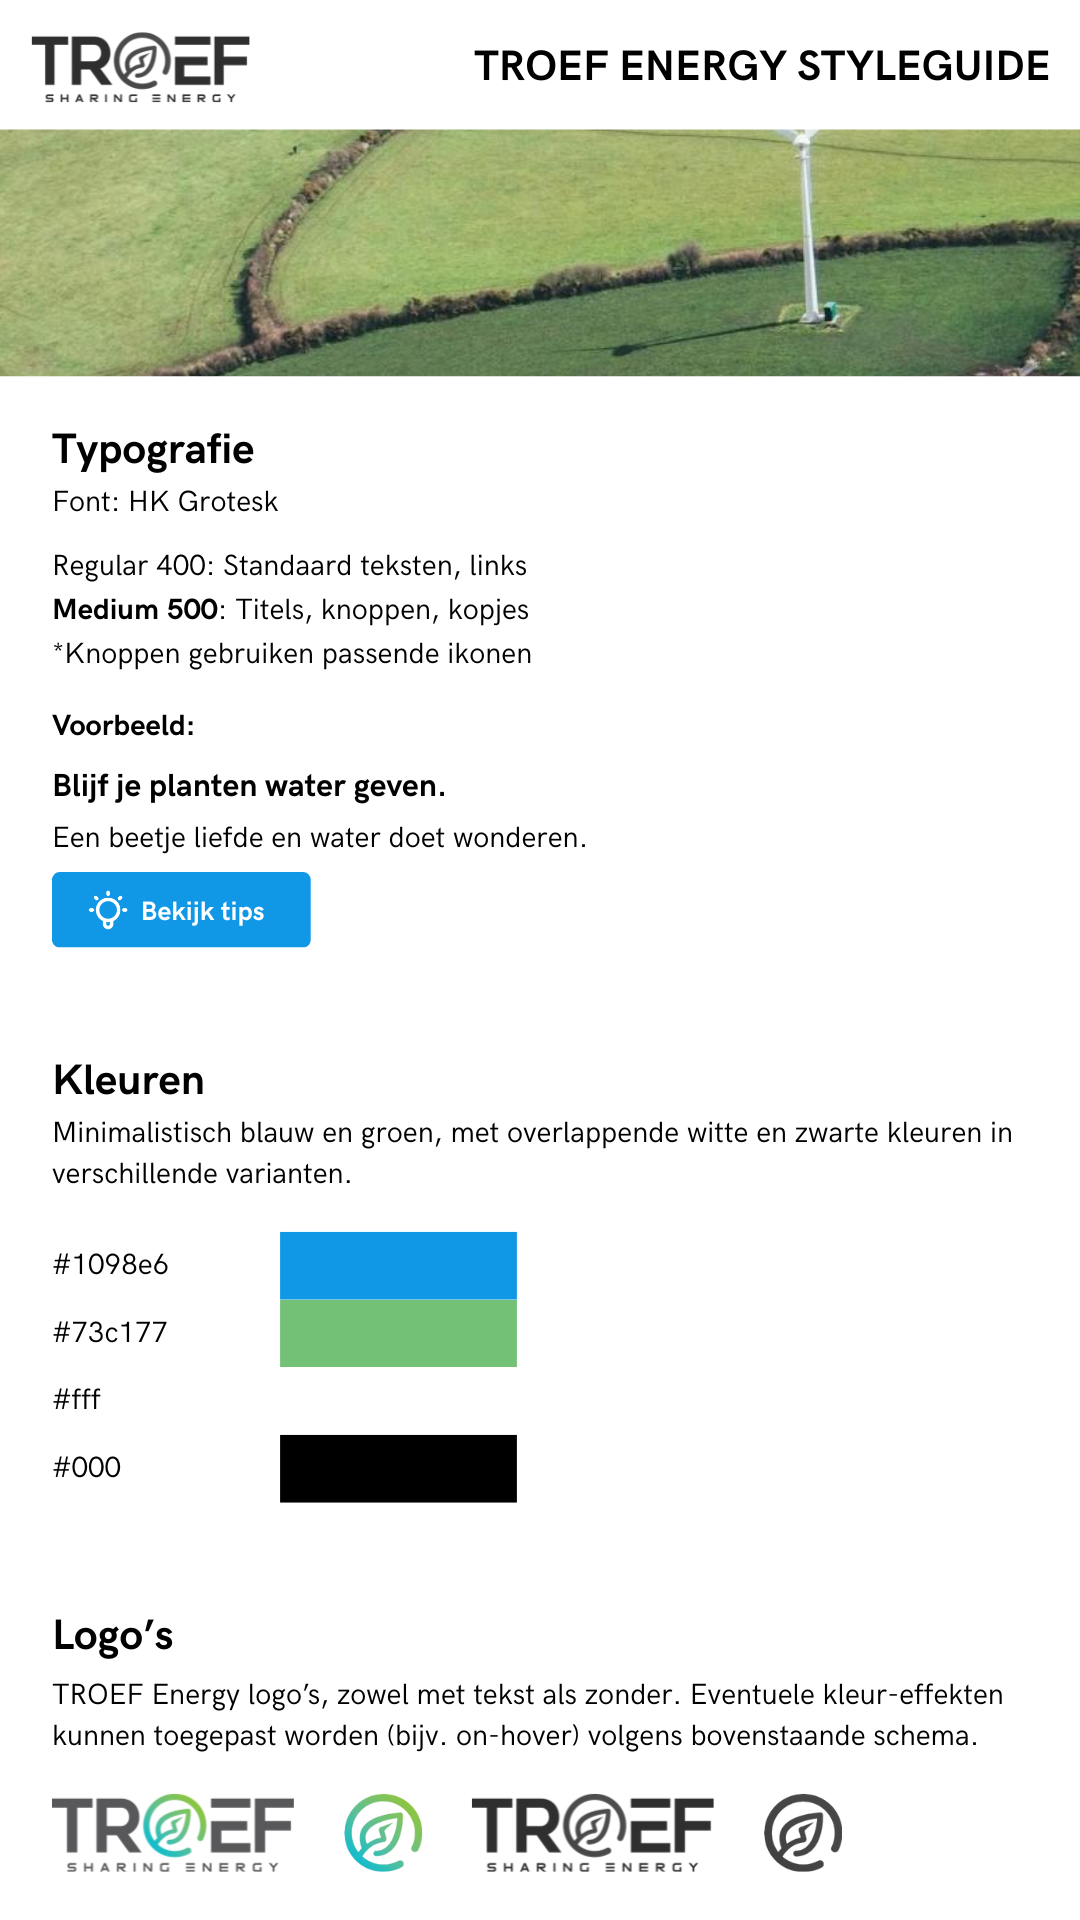 TROEF
SHARING ENERGY
TROEF ENERGY STYLEGUIDE
Typografie
Font: HK Grotesk
Regular 400: Standaard teksten, links
Medium 500: Titels, knoppen, kopjes
*Knoppen gebruiken passende ikonen
Voorbeeld:
Blijf je planten water geven.
Een beetje liefde en water doet wonderen.
Bekijk tips
Kleuren
Minimalistisch blauw en groen, met overlappende witte en zwarte kleuren in
verschillende varianten.
#1098e6
#73c177
#fff
#000
Logo’s
TROEF Energy logo’s, zowel met tekst als zonder. Eventuele kleur-effekten
kunnen toegepast worden (bijv. on-hover) volgens bovenstaande schema.
TROEF
SHARING ENERGY
TROEF
SHARING ENERGY